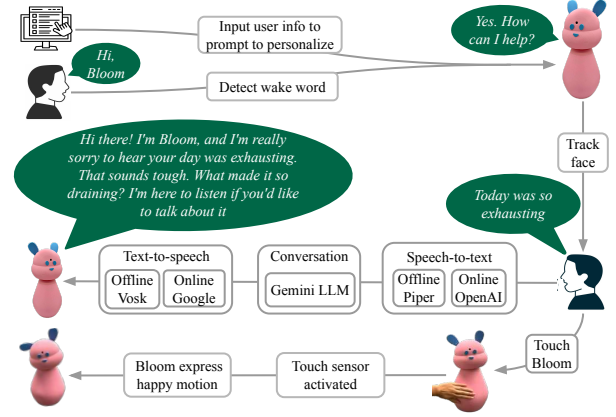 Input user info to
prompt to personalize
Yes. How
can I help?
Hi,
Bloom
Detect wake word
Track
face
Hi there! I'm Bloom, and I'm really
sorry to hear your day was exhausting.
That sounds tough. What made it so
draining? I'm here to listen if you'd like
to talk about it
Today was so
exhausting
Text-to-speech
Offline
Vosk
Online
Google
Conversation
Gemini LLM
Speech-to-text
Offline
Piper
Online
OpenAI
Touch
Bloom
Bloom express
happy motion
Touch sensor
activated